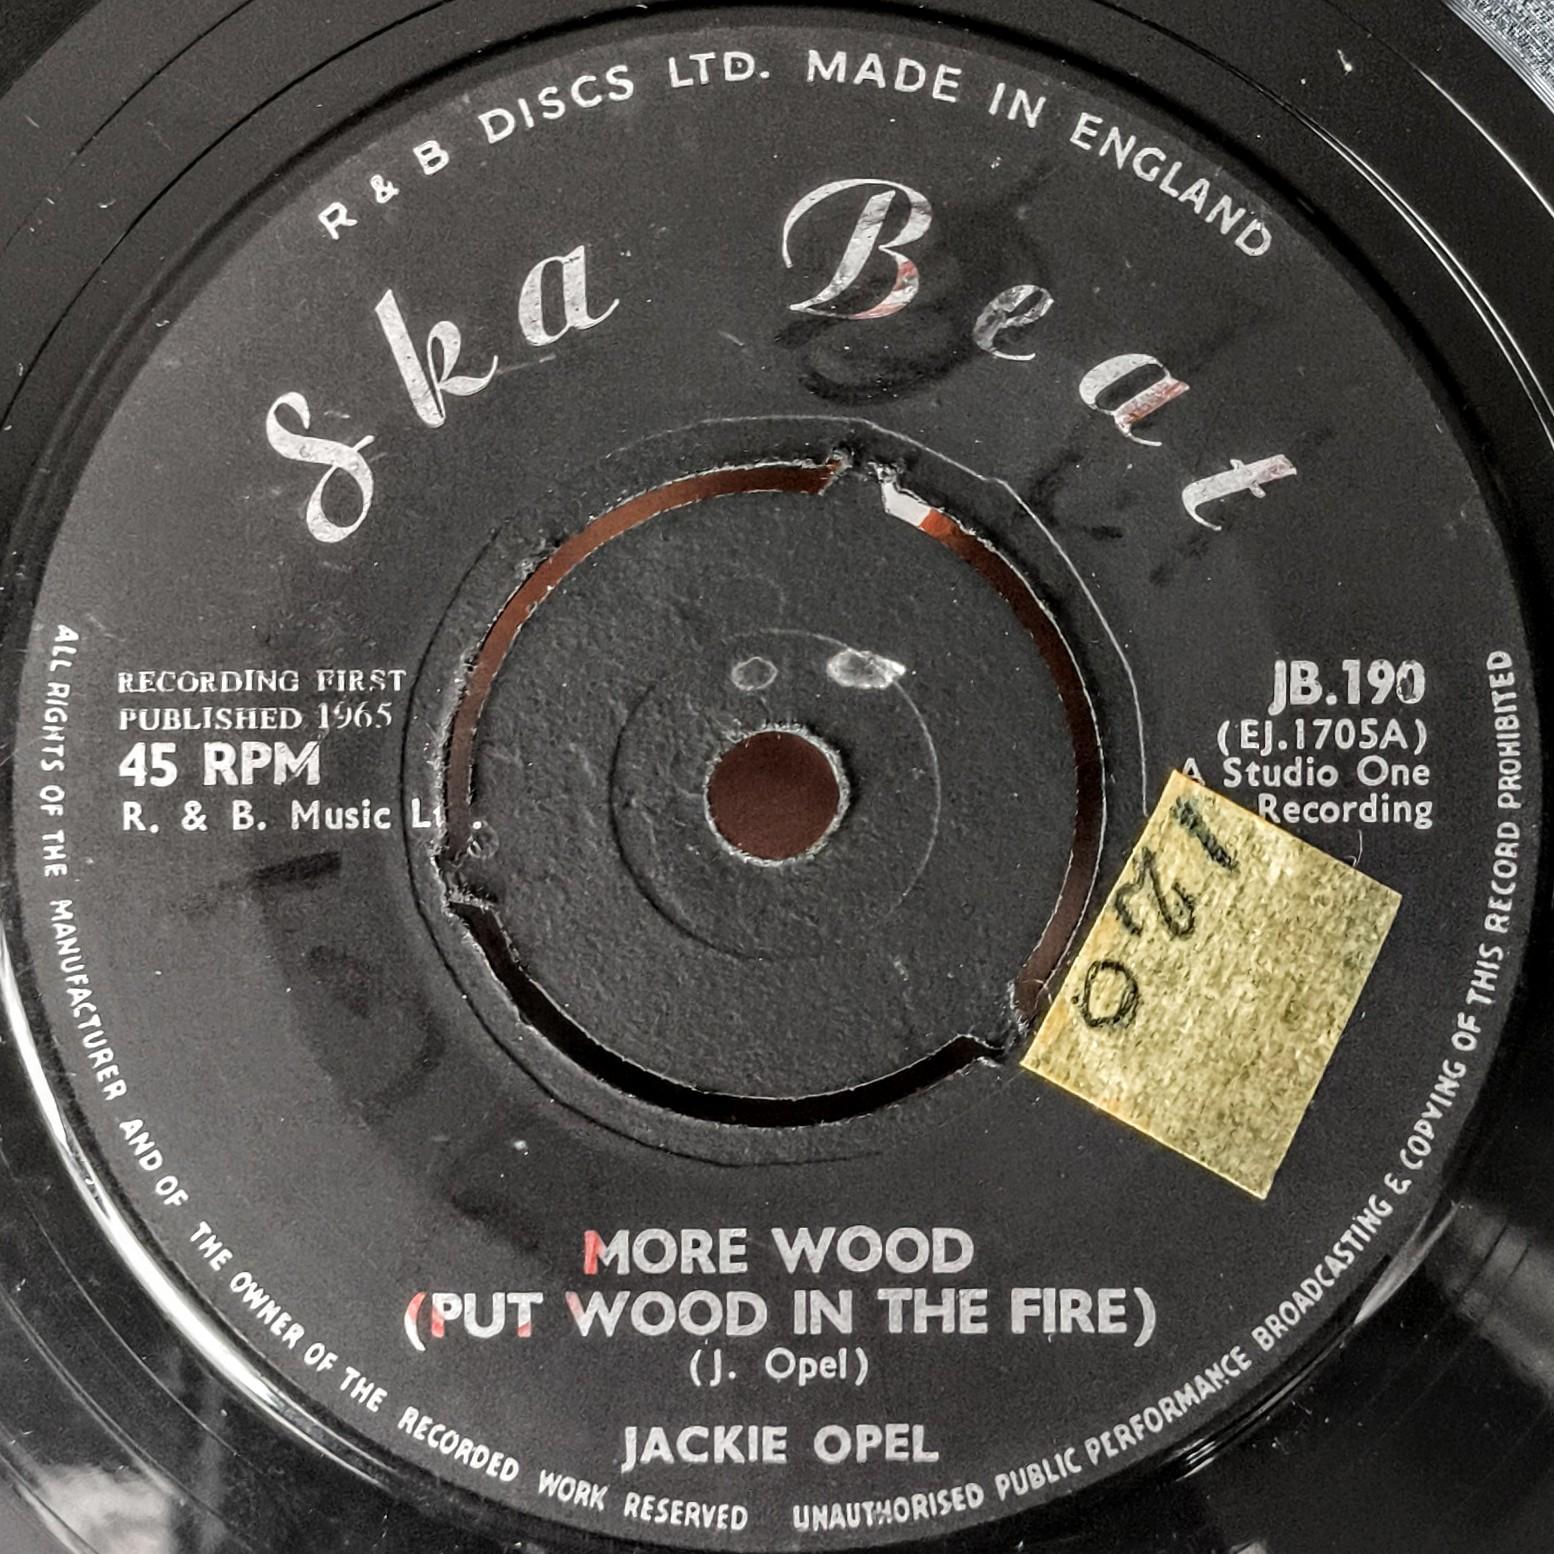 R & B DISCS LTD. MADE IN ENGLAND
Ska Beat
RECORDING FIRST
PUBLISHED 1965
45 RPM
R. & B. Music
JB.190
(EJ.1705A)
A Studio One
Recording
MORE WOOD
(PUT WOOD IN THE FIRE)
(J. Opel)
JACKIE OPEL
ALL RIGHTS OF THE MANUFACTURER AND OF THE OWNER OF THE RECORDED WORK RESERVED UNAUTHORISED PUBLIC PERFORMANCE BROADCASTING & COPYING OF THIS RECORD PROHIBITED